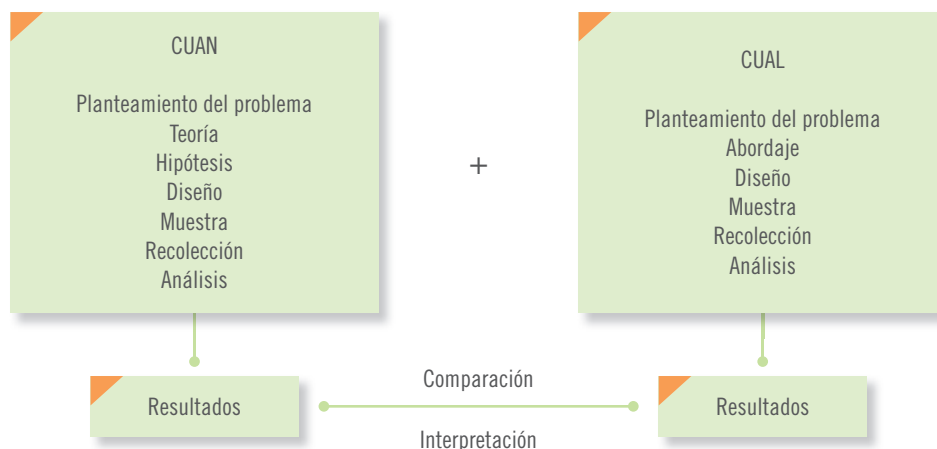 CUAN
Planteamiento del problema
Teoría
Hipótesis
Diseño
Muestra
Recolección
Análisis
+
CUAL
Planteamiento del problema
Abordaje
Diseño
Muestra
Recolección
Análisis
Resultados
Comparación
Interpretación
Resultados